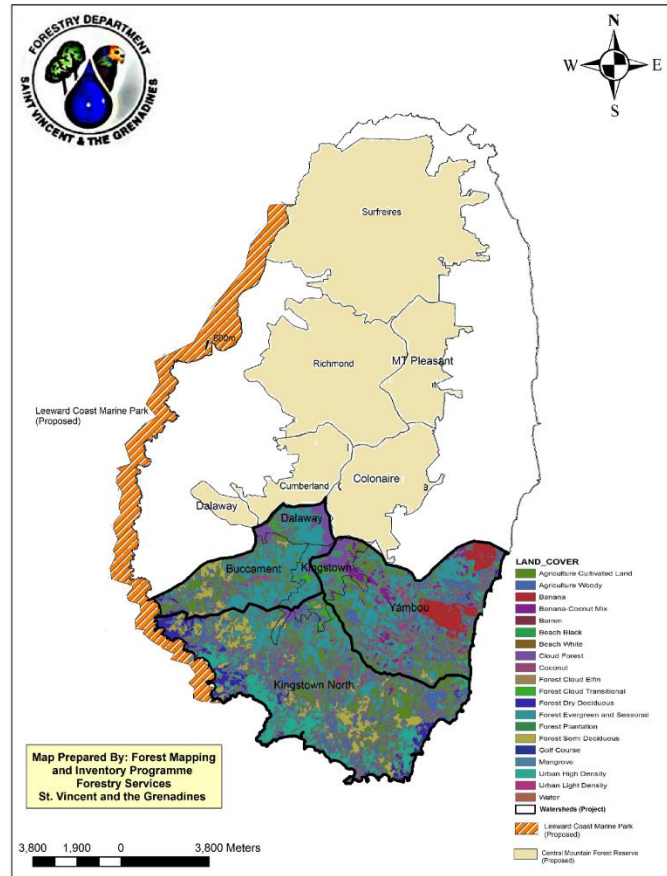 FORESTRY DEPARTMENT
SAINT VINCENT & THE GRENADINES
N
W
E
S
Surfreires
600m
Richmond
MT Pleasant
Leeward Coast Marine Park
(Proposed)
Cumberland
Colonaire
Dalaway
Dalaway
Buccament
Kingstown
Yambou
Kingstown North
LAND_COVER
Agriculture Cultivated Land
Agriculture Woody
Banana
Banana-Coconut Mix
Barren
Beach Black
Beach White
Cloud Forest
Coconut
Forest Cloud Elfin
Forest Cloud Transitional
Forest Dry Deciduous
Forest Evergreen and Seasonal
Forest Plantation
Forest Semi Deciduous
Golf Course
Mangrove
Urban High Density
Urban Light Density
Water
Watersheds (Project)
Leeward Coast Marine Park
(Proposed)
Central Mountain Forest Reserve
(Proposed)
Map Prepared By: Forest Mapping
and Inventory Programme
Forestry Services
St. Vincent and the Grenadines
3,800 1,900 0 3,800 Meters